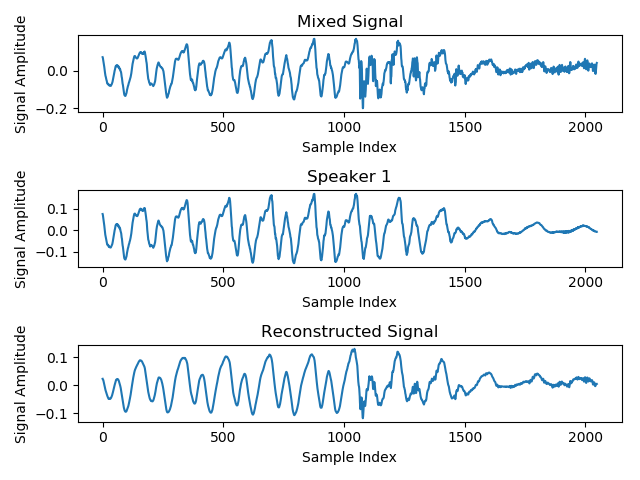 Mixed Signal
Signal Amplitude
0.0
−0.2
0 500 1000 1500 2000
Sample Index
Speaker 1
Signal Amplitude
0.1
0.0
−0.1
0 500 1000 1500 2000
Sample Index
Reconstructed Signal
Signal Amplitude
0.1
0.0
−0.1
0 500 1000 1500 2000
Sample Index